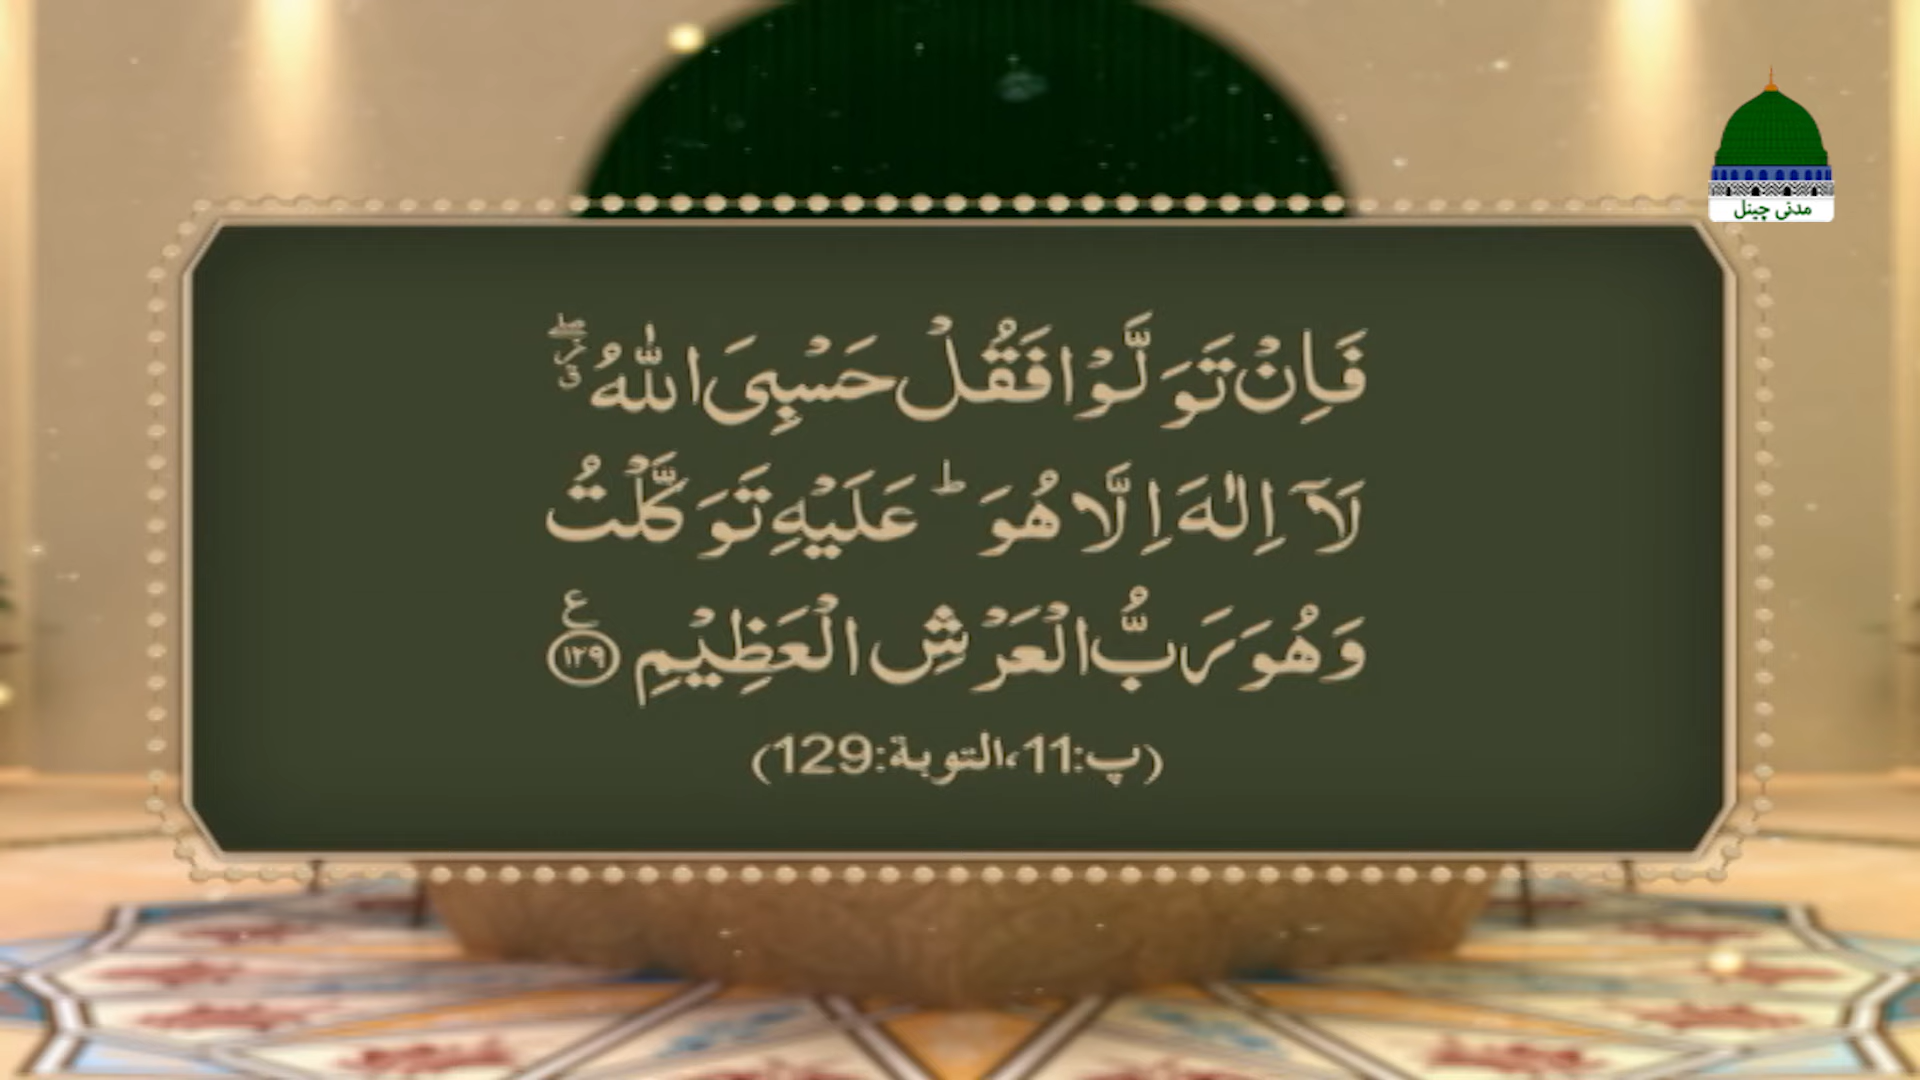 مدنی چینل
فَاِنْ تَوَلَّوْا فَقُلْ حَسْبِیَ اللّٰهُ ﱠ
لَاۤ اِلٰهَ اِلَّا هُوَؕ عَلَیْهِ تَوَكَّلْتُ
وَ هُوَ رَبُّ الْعَرْشِ الْعَظِیْمِ۠ ﴿۱۲۹﴾ ع
(پ:11،التوبة:129)